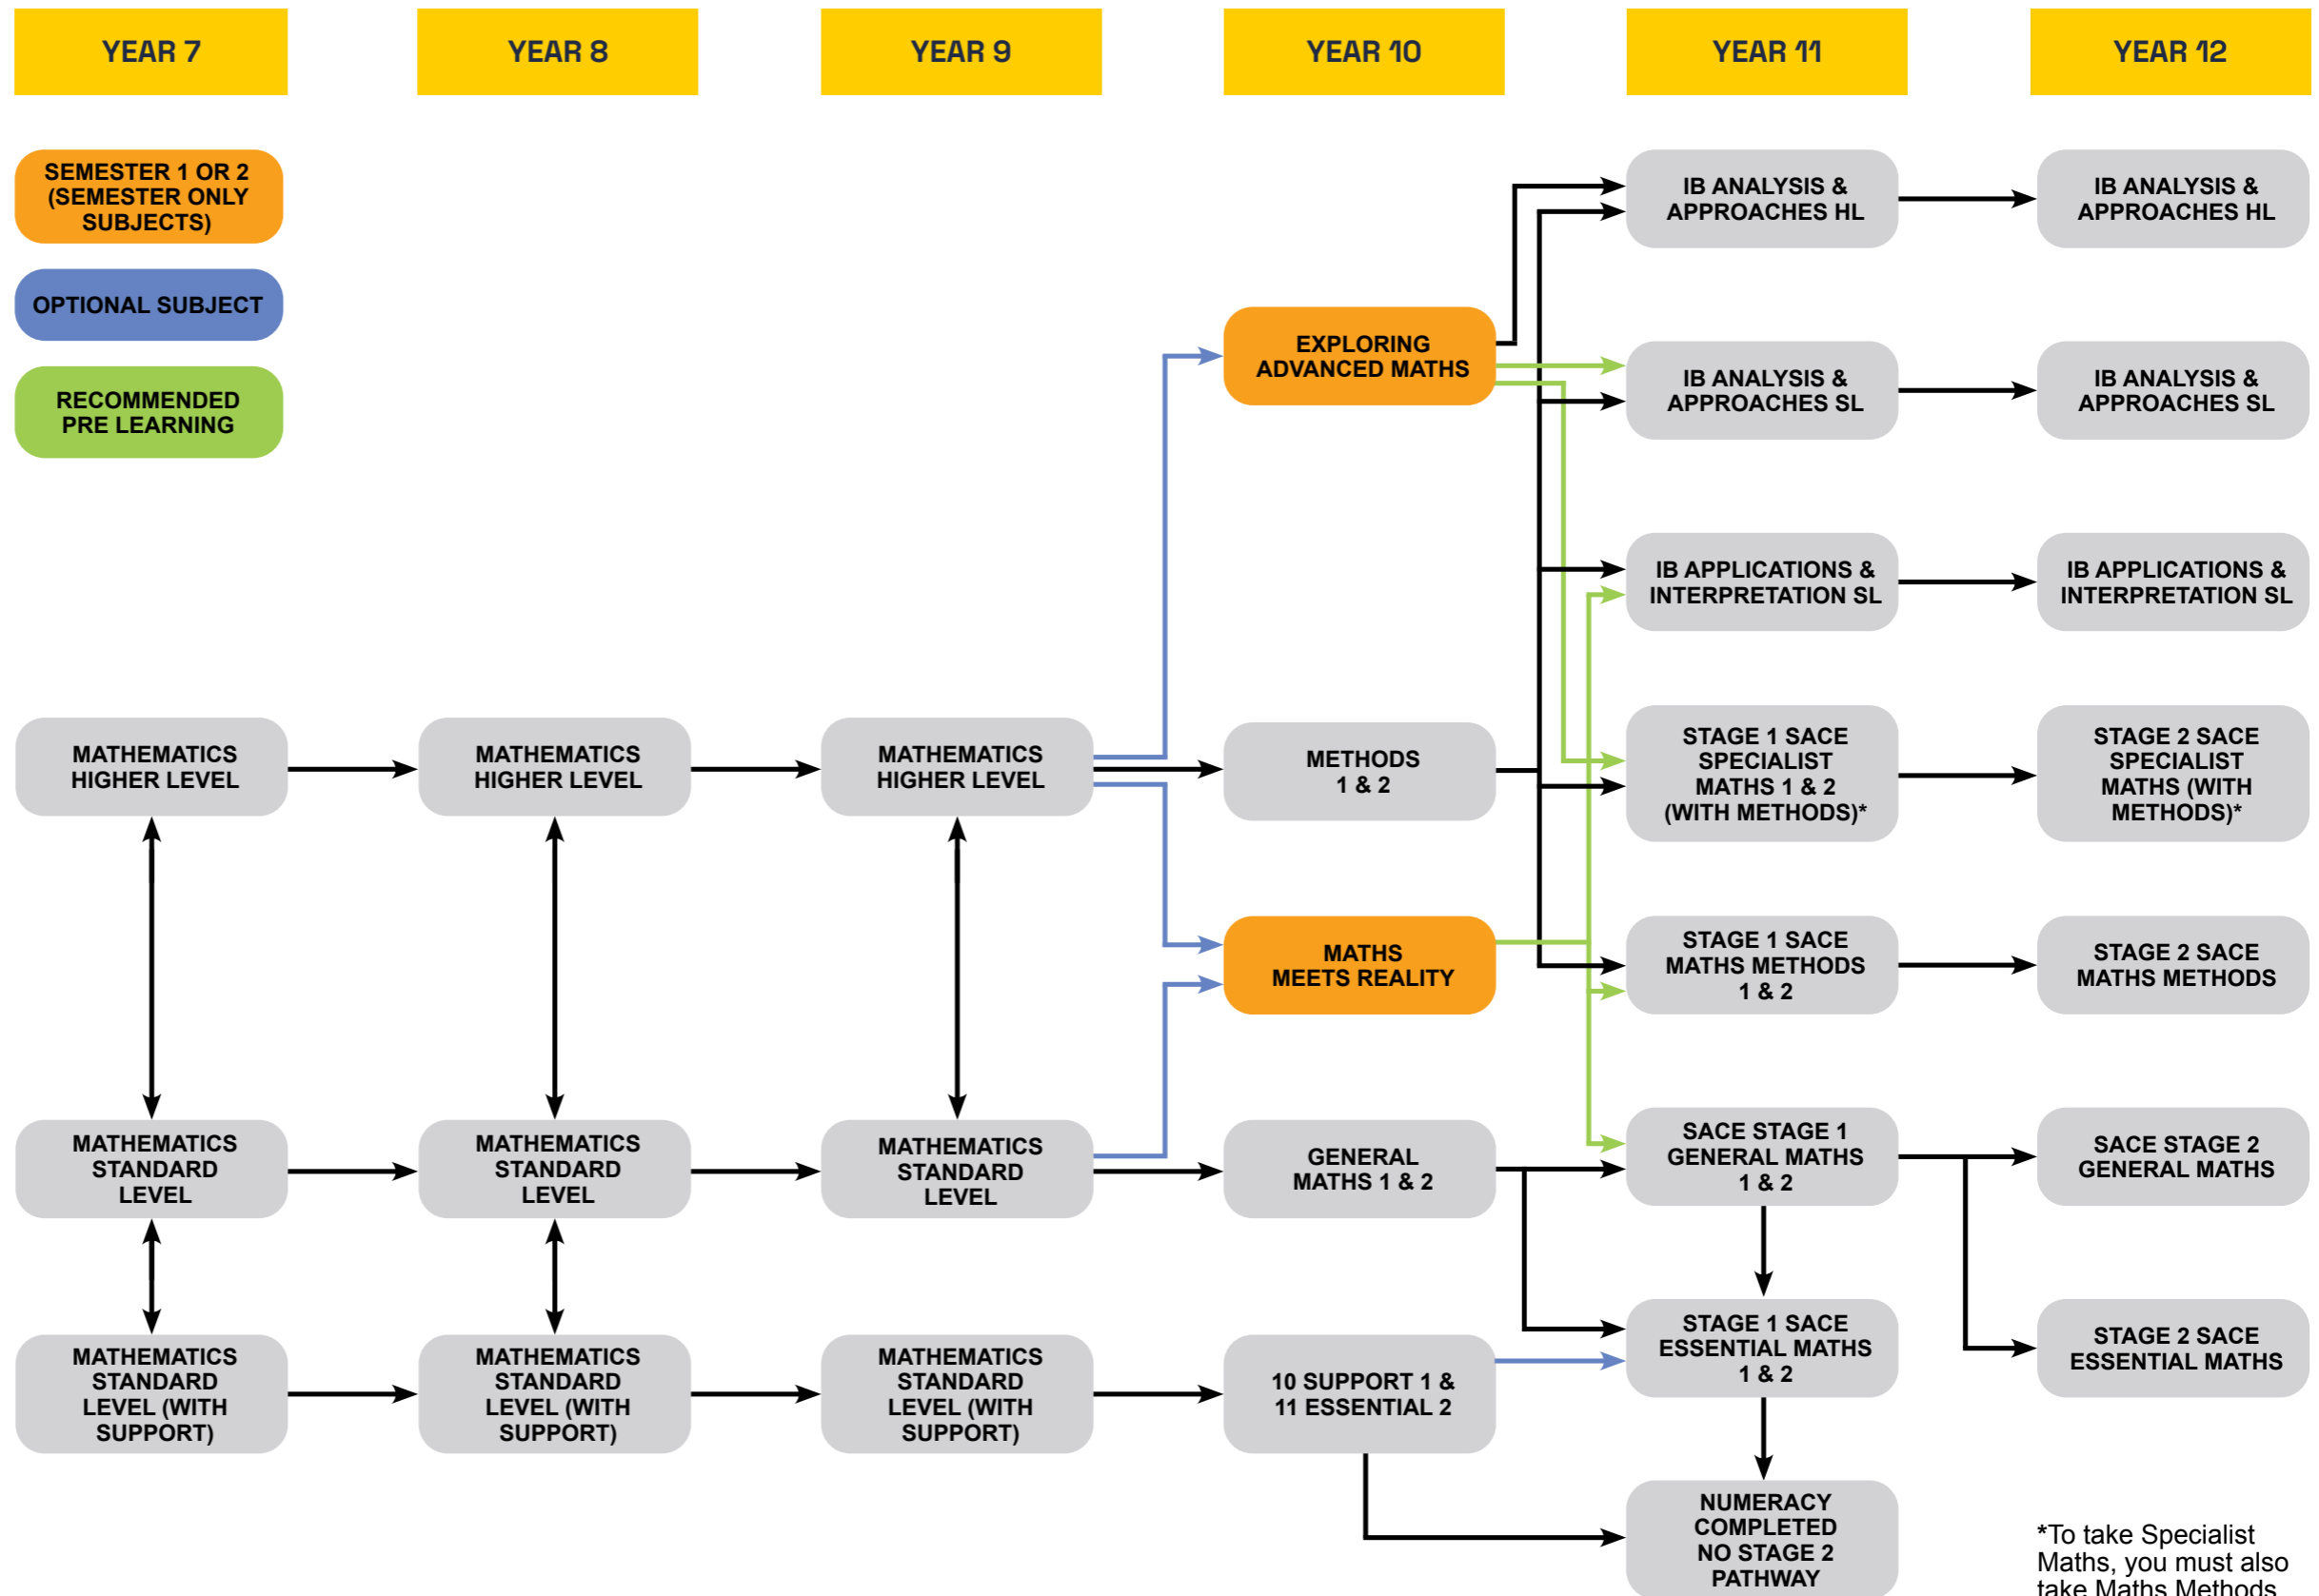 YEAR 7
YEAR 8
YEAR 9
YEAR 10
YEAR 11
YEAR 12
SEMESTER 1 OR 2
(SEMESTER ONLY
SUBJECTS)
OPTIONAL SUBJECT
RECOMMENDED
PRE LEARNING
MATHEMATICS
HIGHER LEVEL
MATHEMATICS
STANDARD
LEVEL
MATHEMATICS
STANDARD
LEVEL (WITH
SUPPORT)
MATHEMATICS
HIGHER LEVEL
MATHEMATICS
STANDARD
LEVEL
MATHEMATICS
STANDARD
LEVEL (WITH
SUPPORT)
MATHEMATICS
HIGHER LEVEL
MATHEMATICS
STANDARD
LEVEL
MATHEMATICS
STANDARD
LEVEL (WITH
SUPPORT)
EXPLORING
ADVANCED MATHS
METHODS
1 & 2
MATHS
MEETS REALITY
GENERAL
MATHS 1 & 2
10 SUPPORT 1 &
11 ESSENTIAL 2
IB ANALYSIS &
APPROACHES HL
IB ANALYSIS &
APPROACHES SL
IB APPLICATIONS &
INTERPRETATION SL
STAGE 1 SACE
SPECIALIST
MATHS 1 & 2
(WITH METHODS)*
STAGE 1 SACE
MATHS METHODS
1 & 2
SACE STAGE 1
GENERAL MATHS
1 & 2
STAGE 1 SACE
ESSENTIAL MATHS
1 & 2
NUMERACY
COMPLETED
NO STAGE 2
PATHWAY
IB ANALYSIS &
APPROACHES HL
IB ANALYSIS &
APPROACHES SL
IB APPLICATIONS &
INTERPRETATION SL
STAGE 2 SACE
SPECIALIST
MATHS (WITH
METHODS)*
STAGE 2 SACE
MATHS METHODS
SACE STAGE 2
GENERAL MATHS
STAGE 2 SACE
ESSENTIAL MATHS
*To take Specialist
Maths, you must also
take Maths Methods